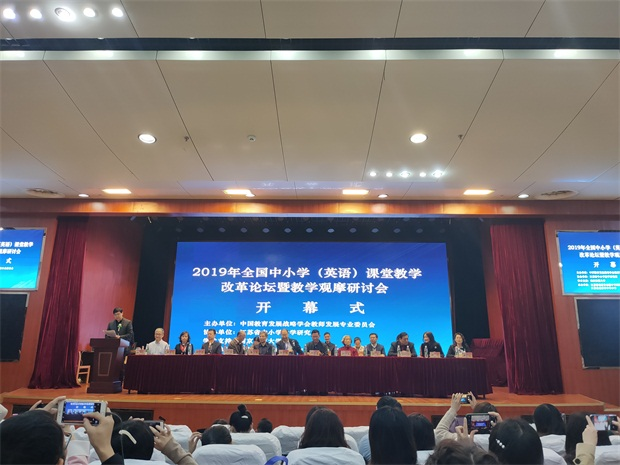 2019年全国中小学（英语）课堂教学
改革论坛暨教学观摩研讨会
开 幕 式
主办单位：中国教育发展战略学会教师发展专业委员会
2019年全国中小学（英语）课堂
改革论坛暨教学观
开 幕
语）课堂教学
研讨会
式